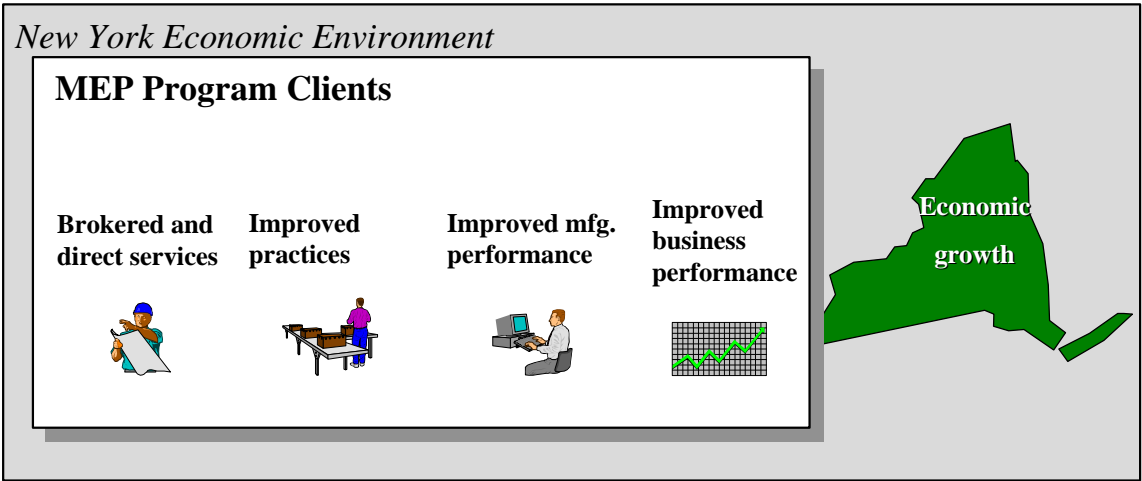 New York Economic Environment
MEP Program Clients
Brokered and
direct services
Improved
practices
Improved mfg.
performance
Improved
business
performance
Economic
growth